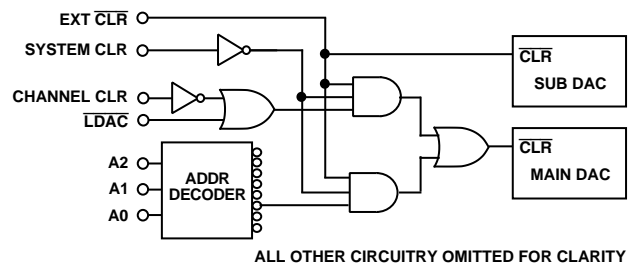 EXT CLR
SYSTEM CLR
CHANNEL CLR
LDAC
A2
A1
A0
ADDR
DECODER
CLR
SUB DAC
CLR
MAIN DAC
ALL OTHER CIRCUITRY OMITTED FOR CLARITY